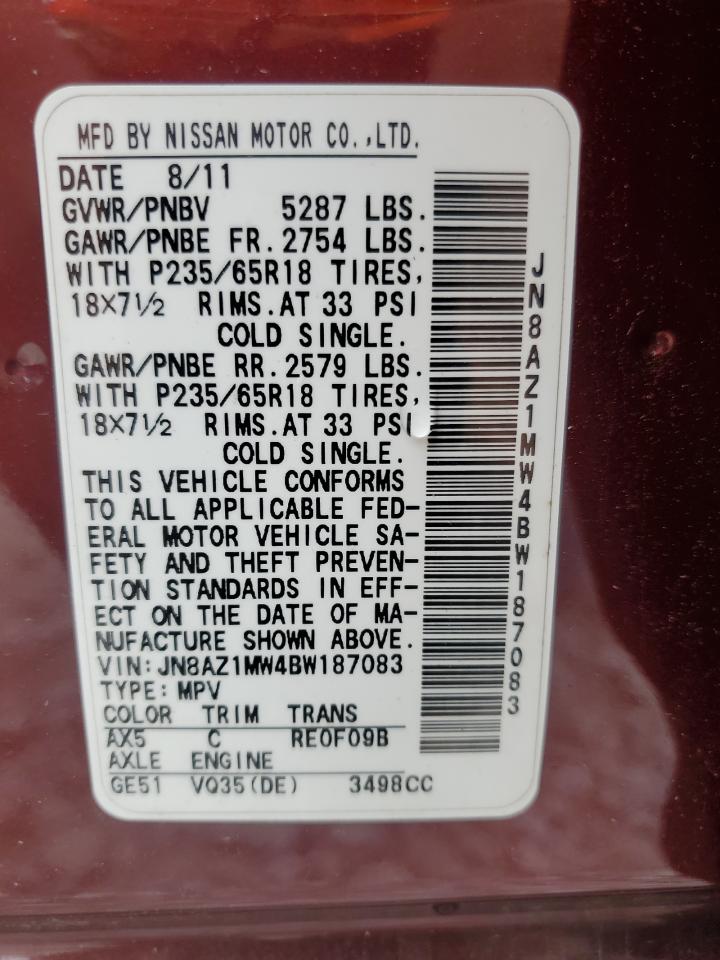 MFD BY NISSAN MOTOR CO.,LTD.
DATE 8/11
GVWR/PNBV 5287 LBS.
GAWR/PNBE FR.2754 LBS.
WITH P235/65R18 TIRES,
18X7½ RIMS.AT 33 PSI
COLD SINGLE.
GAWR/PNBE RR.2579 LBS.
WITH P235/65R18 TIRES,
18X7½ RIMS.AT 33 PSI
COLD SINGLE.
THIS VEHICLE CONFORMS
TO ALL APPLICABLE FED-
ERAL MOTOR VEHICLE SA-
FETY AND THEFT PREVEN-
TION STANDARDS IN EFF-
ECT ON THE DATE OF MA-
NUFACTURE SHOWN ABOVE.
VIN:JN8AZ1MW4BW187083
TYPE:MPV
COLOR TRIM TRANS
AX5 C RE0F09B
AXLE ENGINE
GE51 VQ35(DE) 3498CC
JN8AZ1MW4BW187083